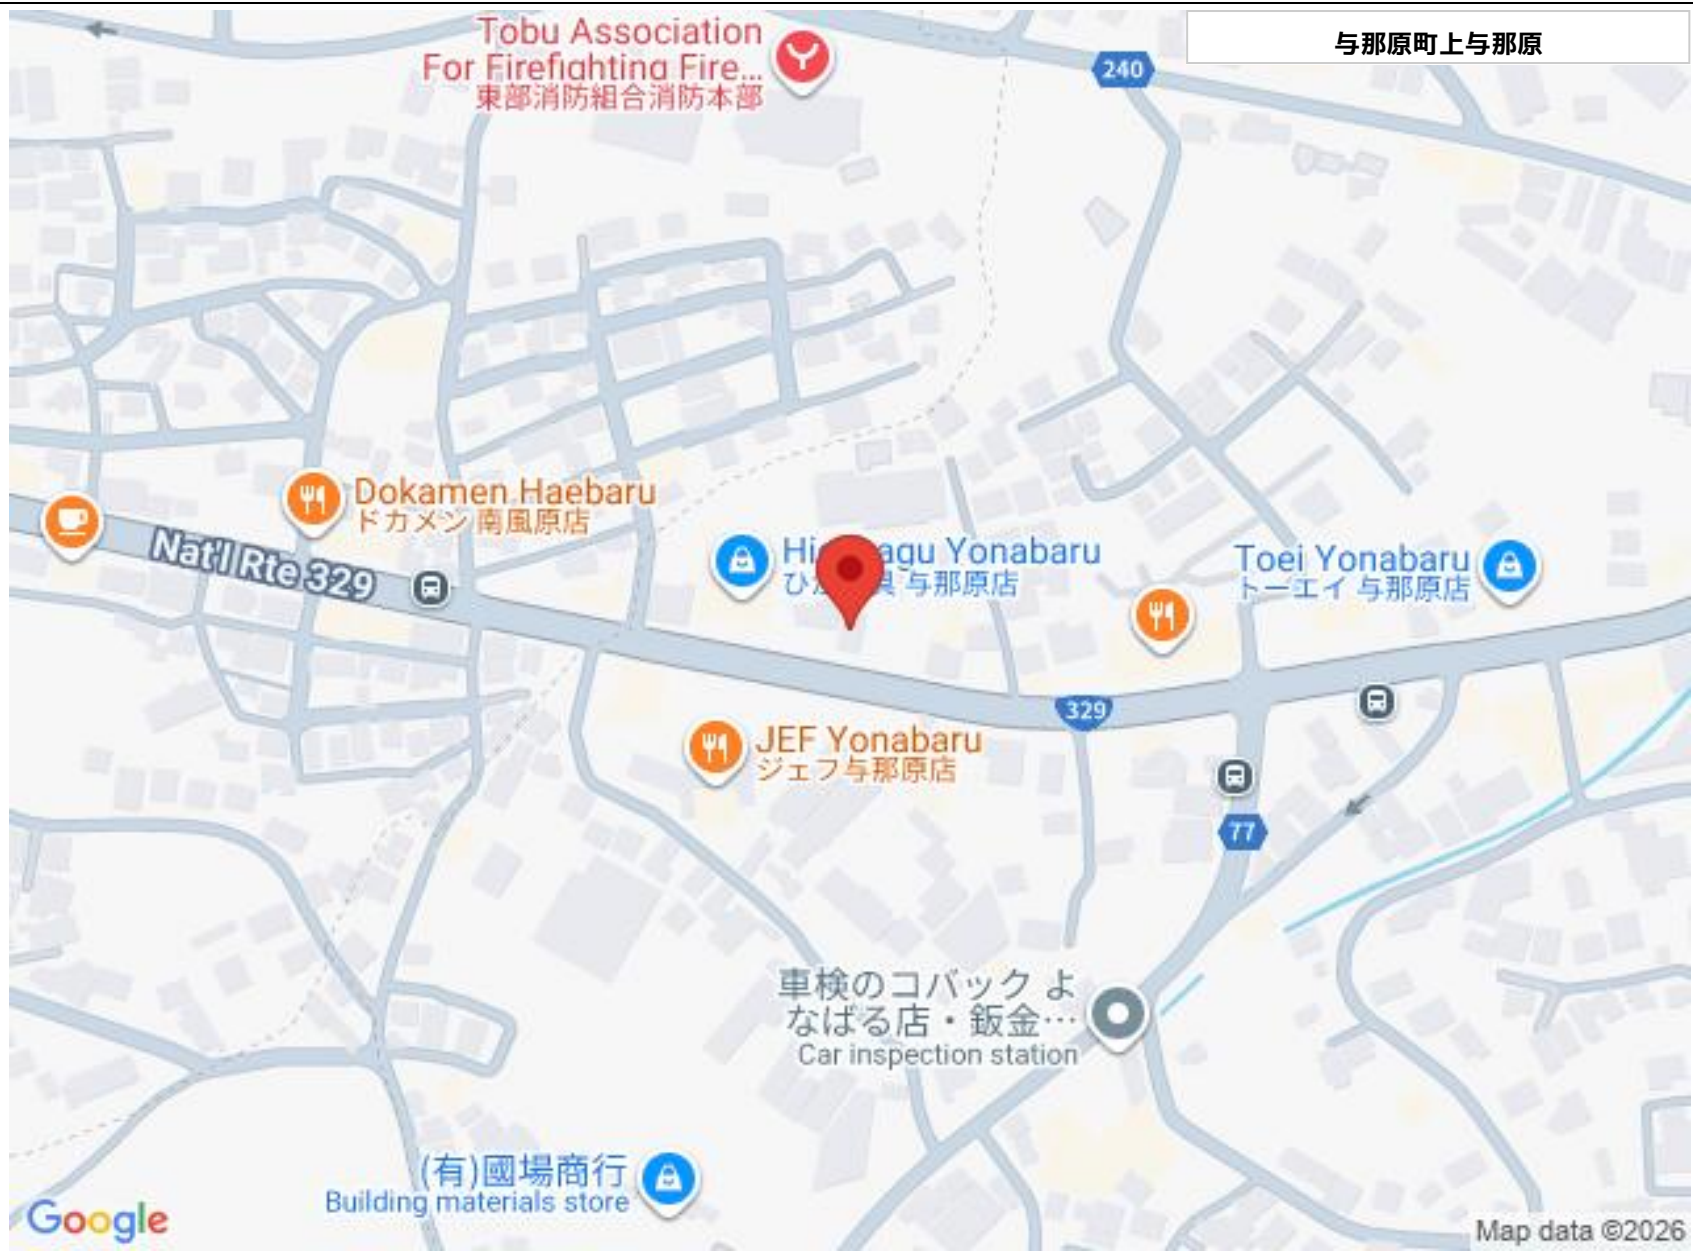 与那原町上与那原
Tobu Association
For Firefighting Fire...
東部消防組合消防本部
240
Dokamen Haebaru
ドカメン 南風原店
Nat'l Rte 329
Yonabaru
与那原店
Toei Yonabaru
トーエイ 与那原店
329
JEF Yonabaru
ジェフ与那原店
77
車検のコバック よ
なばる店・鈑金…
Car inspection station
(有)國場商行
Building materials store
Google
Map data ©2026